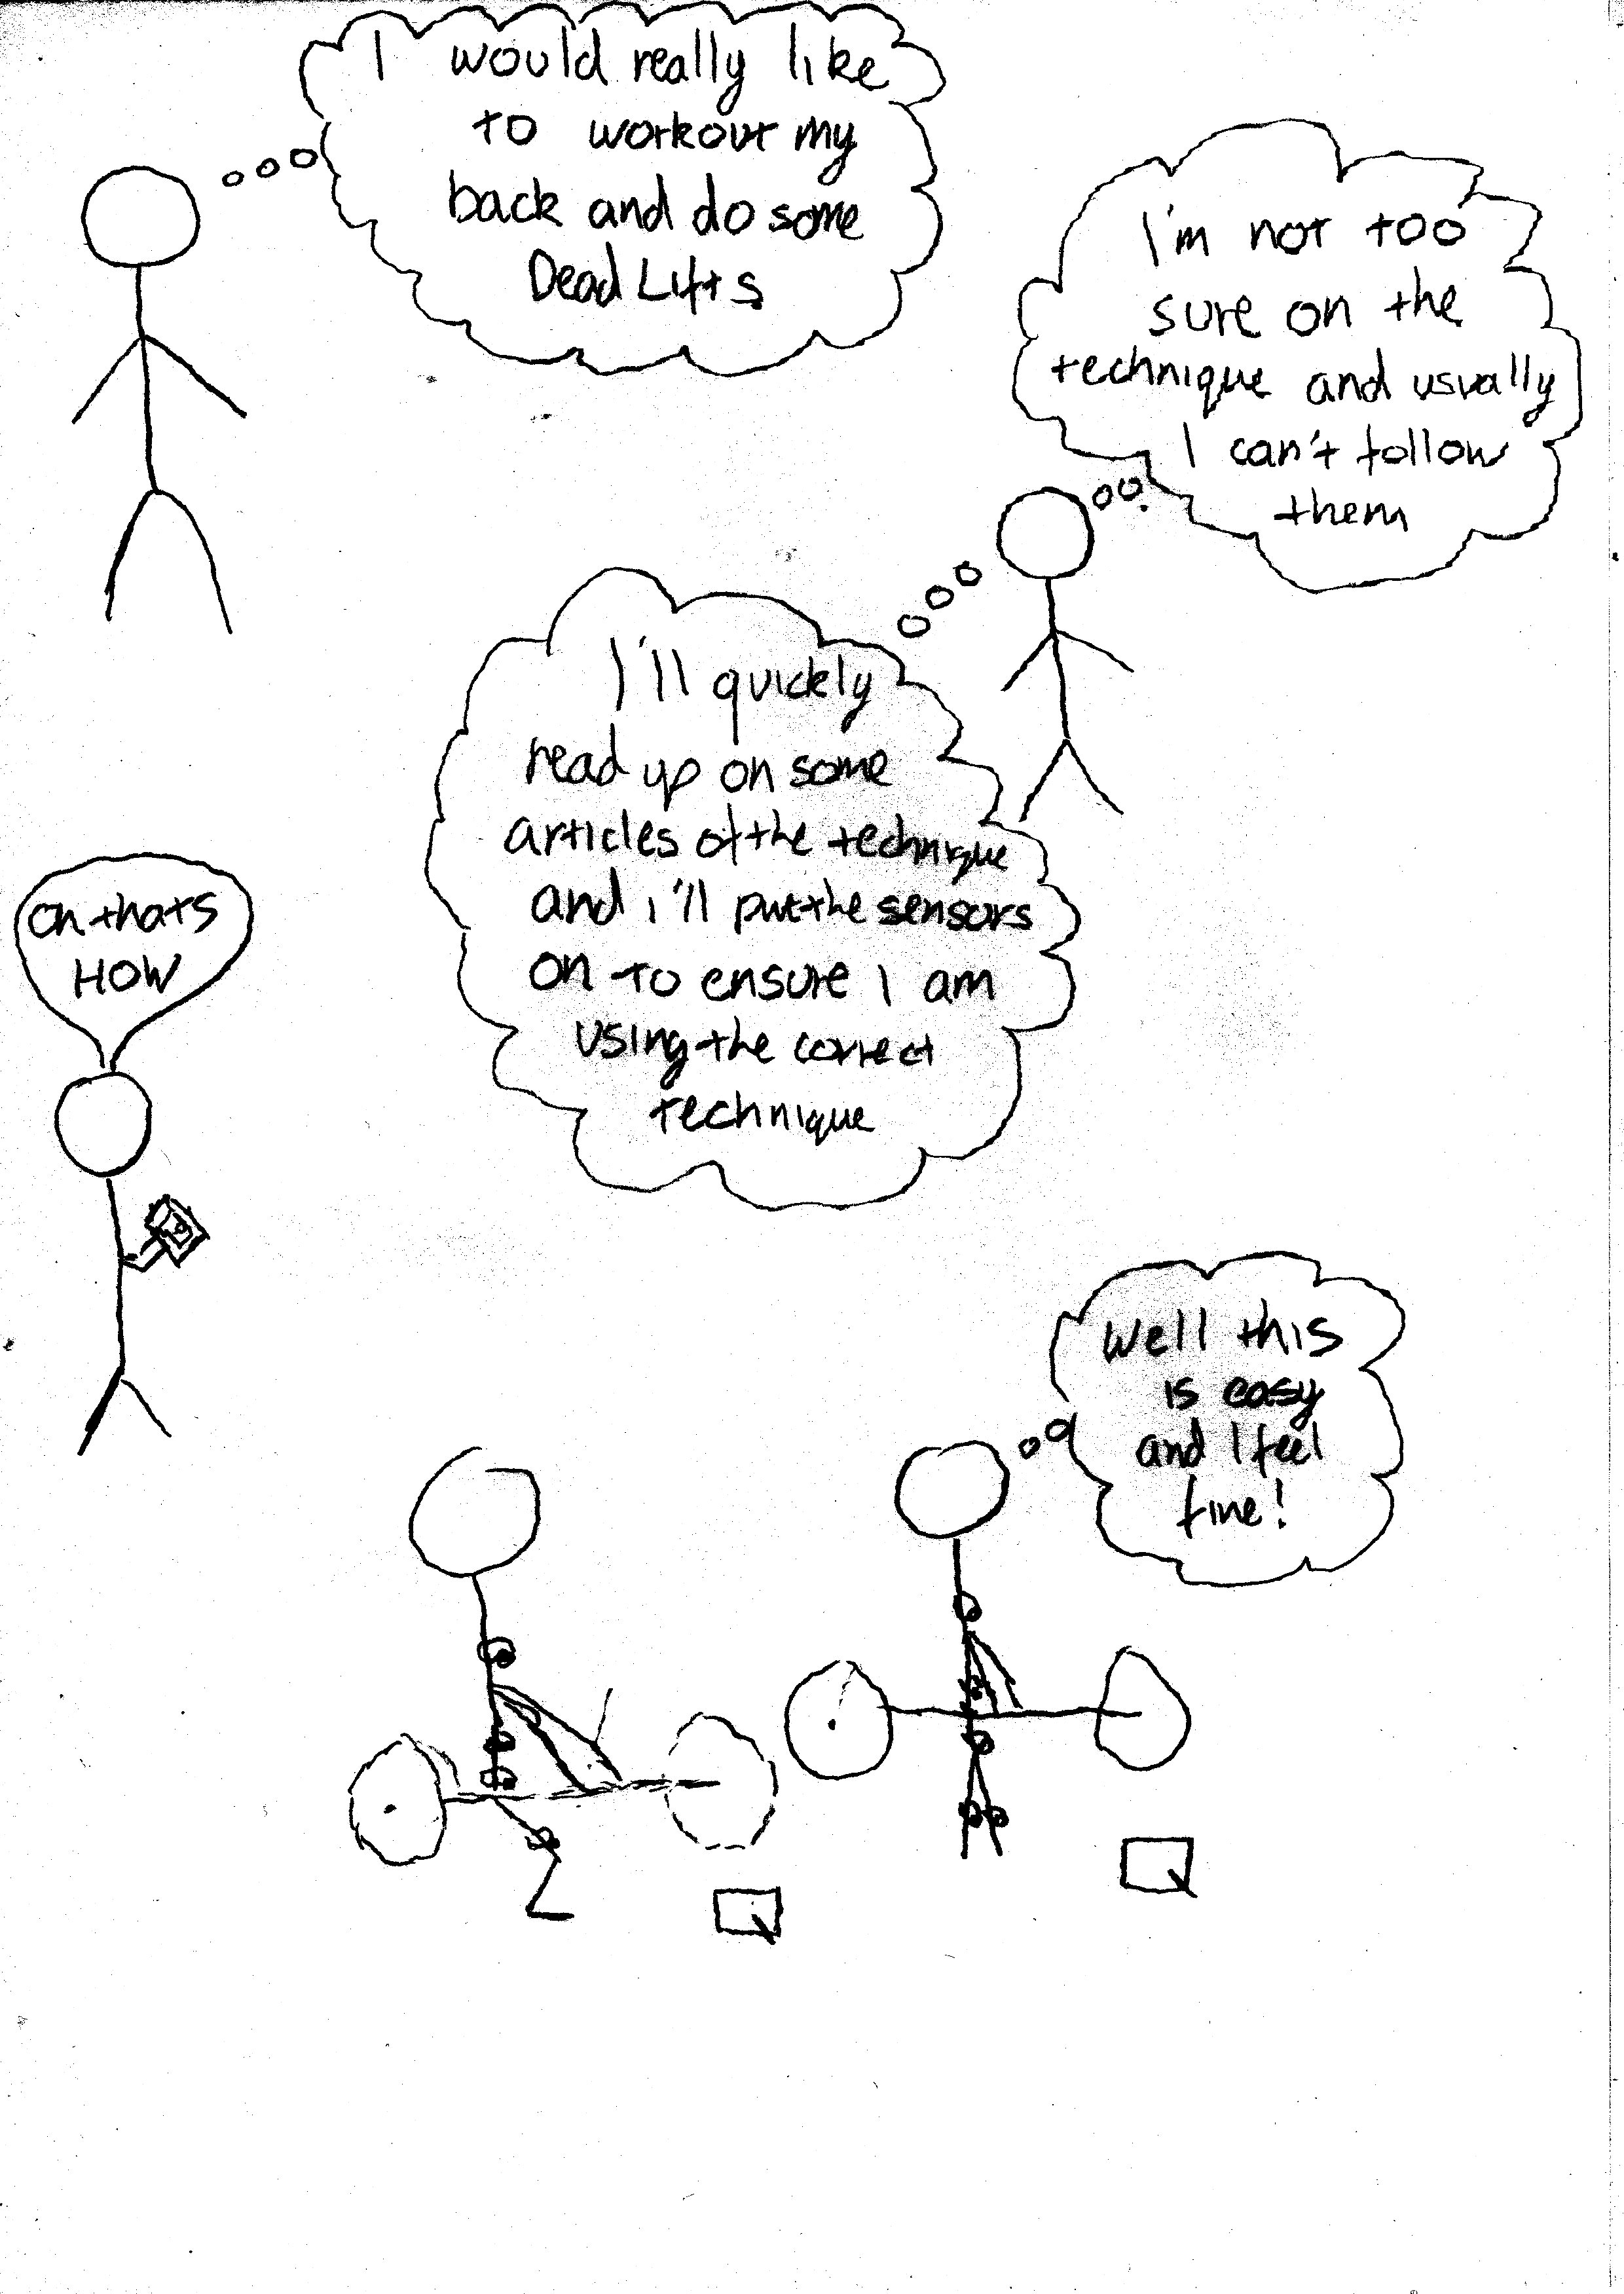 I would really like
to workout my
back and do some
Dead Lifts
I'm not too
sure on the
technique and usually
I can't follow
them
I'll quickly
read up on some
articles of the technique
and i'll put the sensors
on to ensure I am
using the correct
technique
oh thats
HOW
well this
is easy
and I feel
fine!